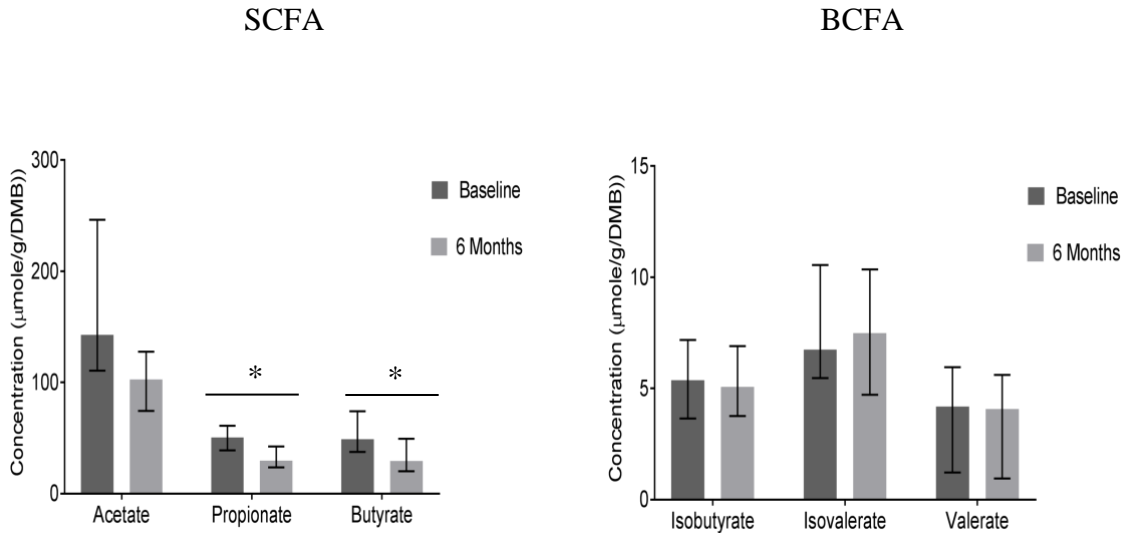 SCFA
Concentration (μmole/g/DMB))
300
200
100
0
Baseline
6 Months
*
*
Acetate
Propionate
Butyrate
BCFA
Concentration (μmole/g/DMB))
15
10
5
0
Baseline
6 Months
Isobutyrate
Isovalerate
Valerate